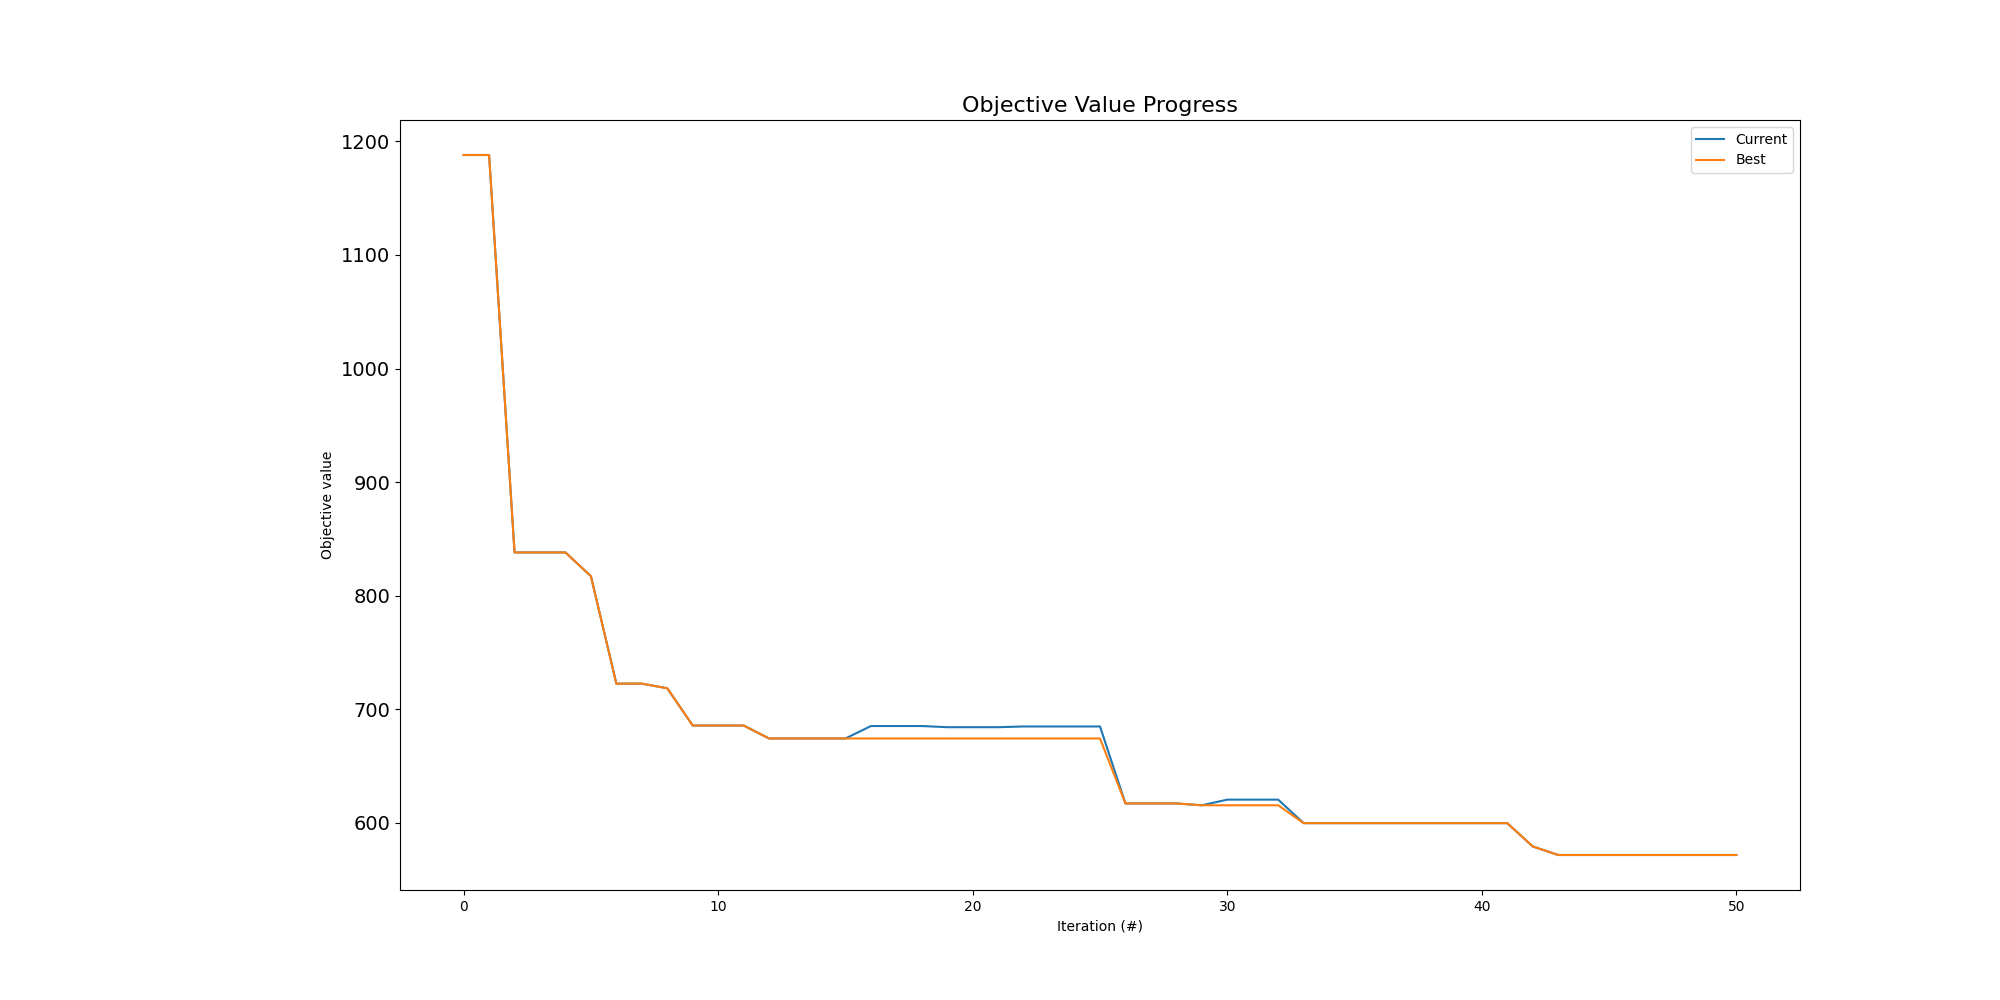 Objective Value Progress
Current
Best
1200
1100
1000
900
800
700
600
Objective value
0 10 20 30 40 50
Iteration (#)